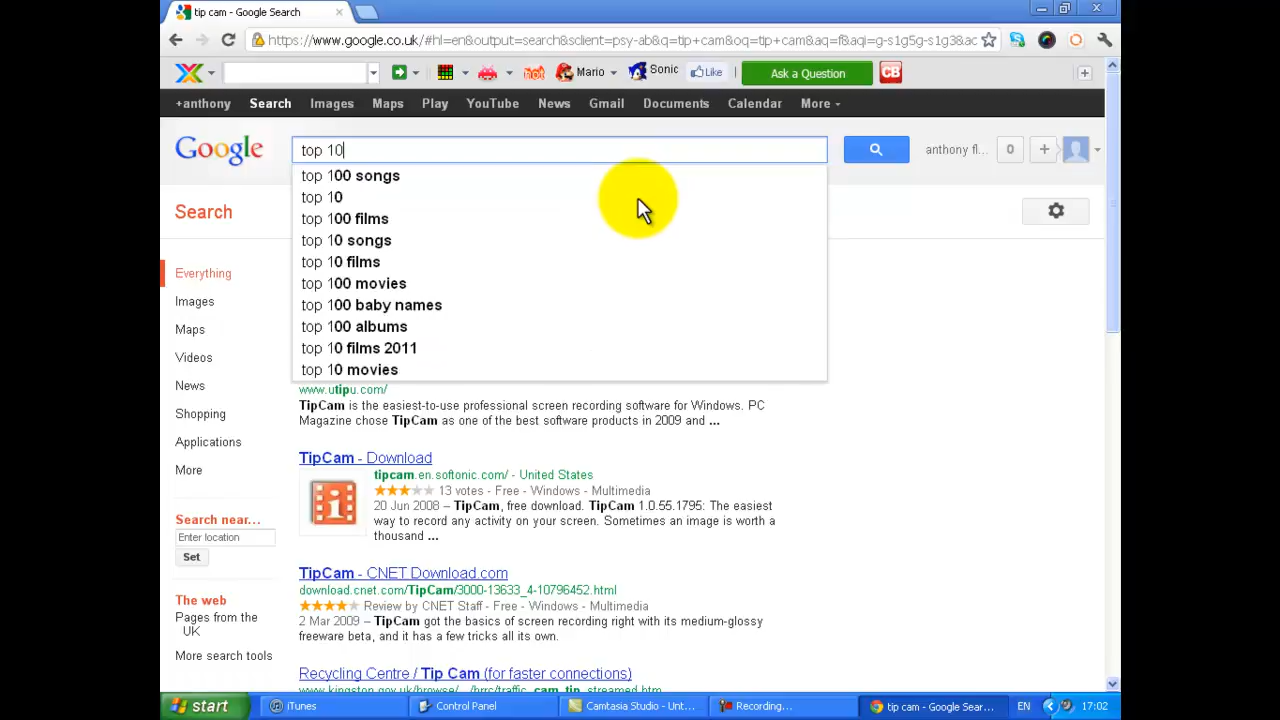 tip cam - Google Search
https://www.google.co.uk/#hl=en&output=search&sclient=psy-ab&q=tip+cam&oq=tip+cam&aq=f&aqi=g-s1g5g-s1g3&ac
Mario
Sonic
Like
Ask a Question
CB
+anthony Search Images Maps Play YouTube News Gmail Documents Calendar More
Google
top 10
anthony fl...
0
+
top 100 songs
top 10
top 100 films
top 10 songs
top 10 films
top 100 movies
top 100 baby names
top 100 albums
top 10 films 2011
top 10 movies
Search
Everything
Images
Maps
Videos
News
Shopping
Applications
More
Search near...
Enter location
Set
The web
Pages from the
UK
More search tools
www.utipu.com/
TipCam is the easiest-to-use professional screen recording software for Windows. PC
Magazine chose TipCam as one of the best software products in 2009 and ...
TipCam - Download
tipcam.en.softonic.com/ - United States
13 votes - Free - Windows - Multimedia
20 Jun 2008 – TipCam, free download. TipCam 1.0.55.1795: The easiest
way to record any activity on your screen. Sometimes an image is worth a
thousand ...
TipCam - CNET Download.com
download.cnet.com/TipCam/3000-13633_4-10796452.html
Review by CNET Staff - Free - Windows - Multimedia
2 Mar 2009 – TipCam got the basics of screen recording right with its medium-glossy
freeware beta, and it has a few tricks all its own.
Recycling Centre / Tip Cam (for faster connections)
www.kingston.gov.uk/browse/.../hrrc/traffic_cam_tip_streamed.htm
start
iTunes
Control Panel
Camtasia Studio - Unt...
Recording...
tip cam - Google Sear...
EN
17:02